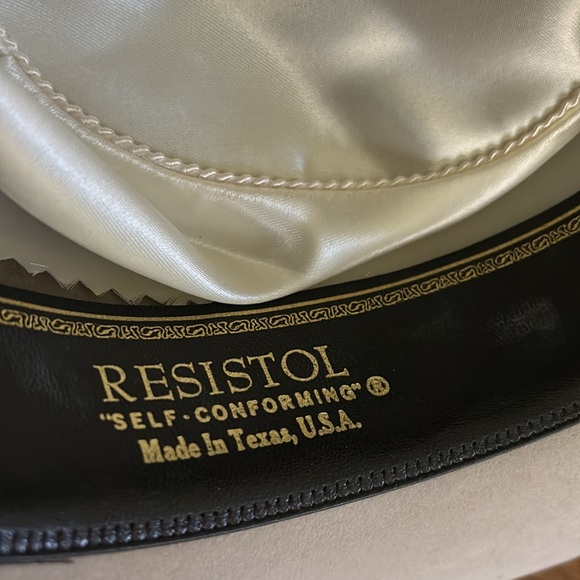 RESISTOL
"SELF-CONFORMING"®
Made In Texas, U.S.A.